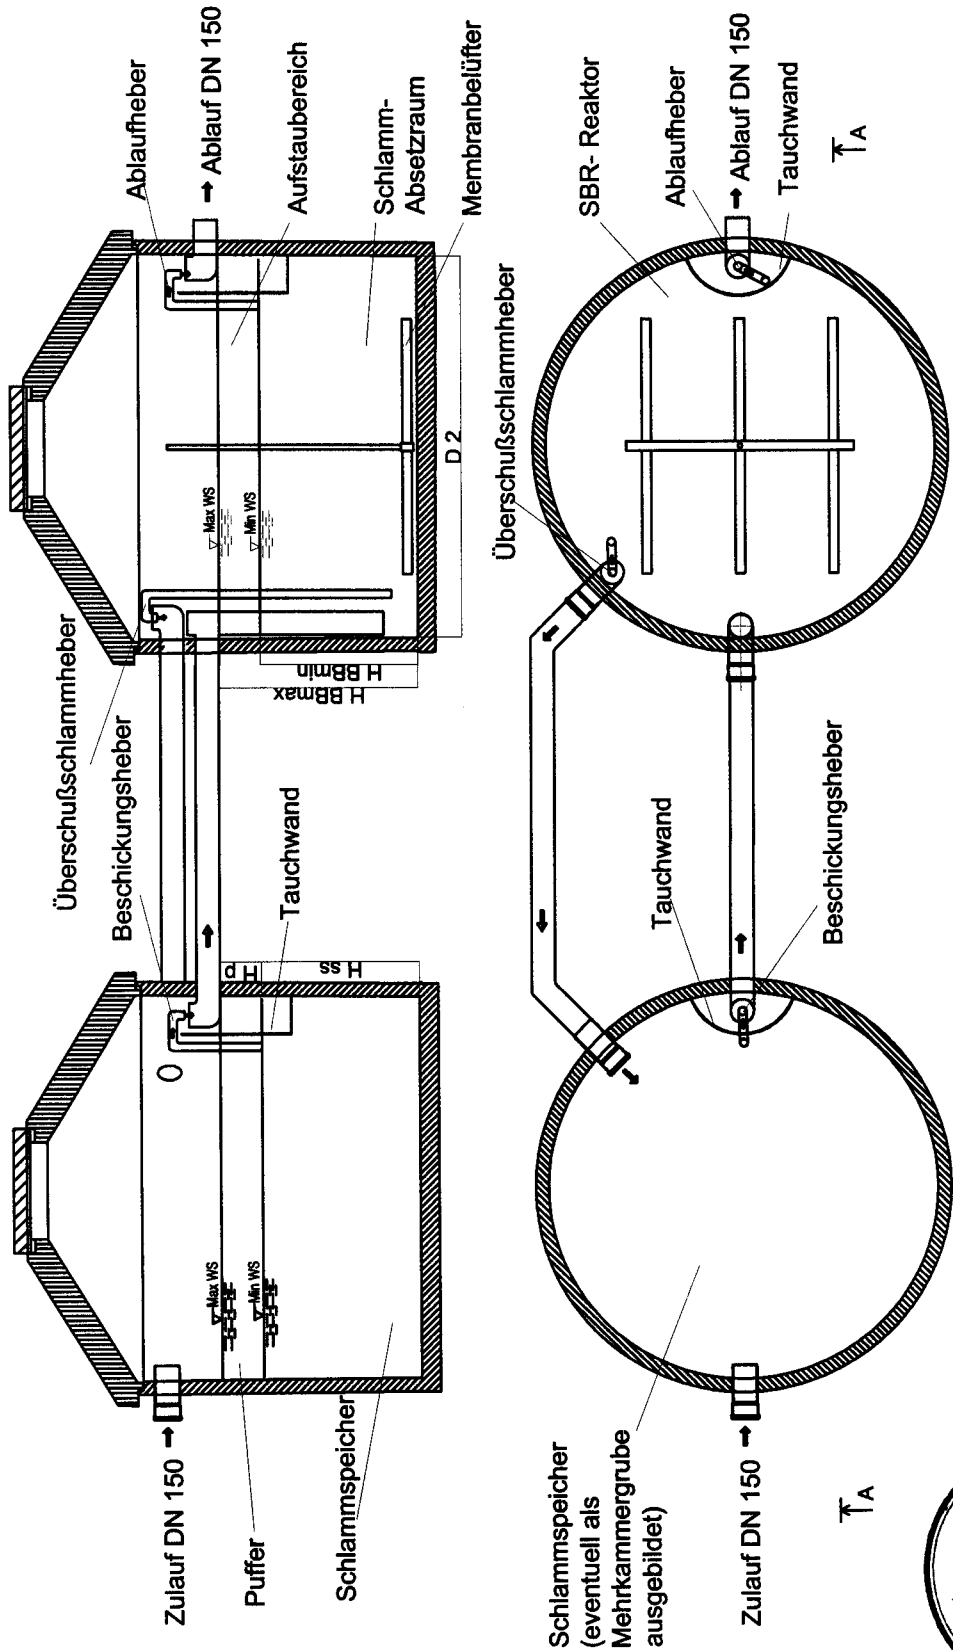 Zulauf DN 150
Puffer
Schlammspeicher
Max WS
Min WS
H p
H ss
Tauchwand
Beschickungsheber
Überschußschlammheber
H BBmax
H BBmin
Max WS
Min WS
D 2
Ablaufheber
Ablauf DN 150
Aufstaubereich
Schlamm-
Absetzraum
Membranbelüfter
Schlammspeicher
(eventuell als
Mehrkammergrube
ausgebildet)
Zulauf DN 150
A
Tauchwand
Beschickungsheber
Überschußschlammheber
SBR- Reaktor
Ablaufheber
Ablauf DN 150
Tauchwand
A